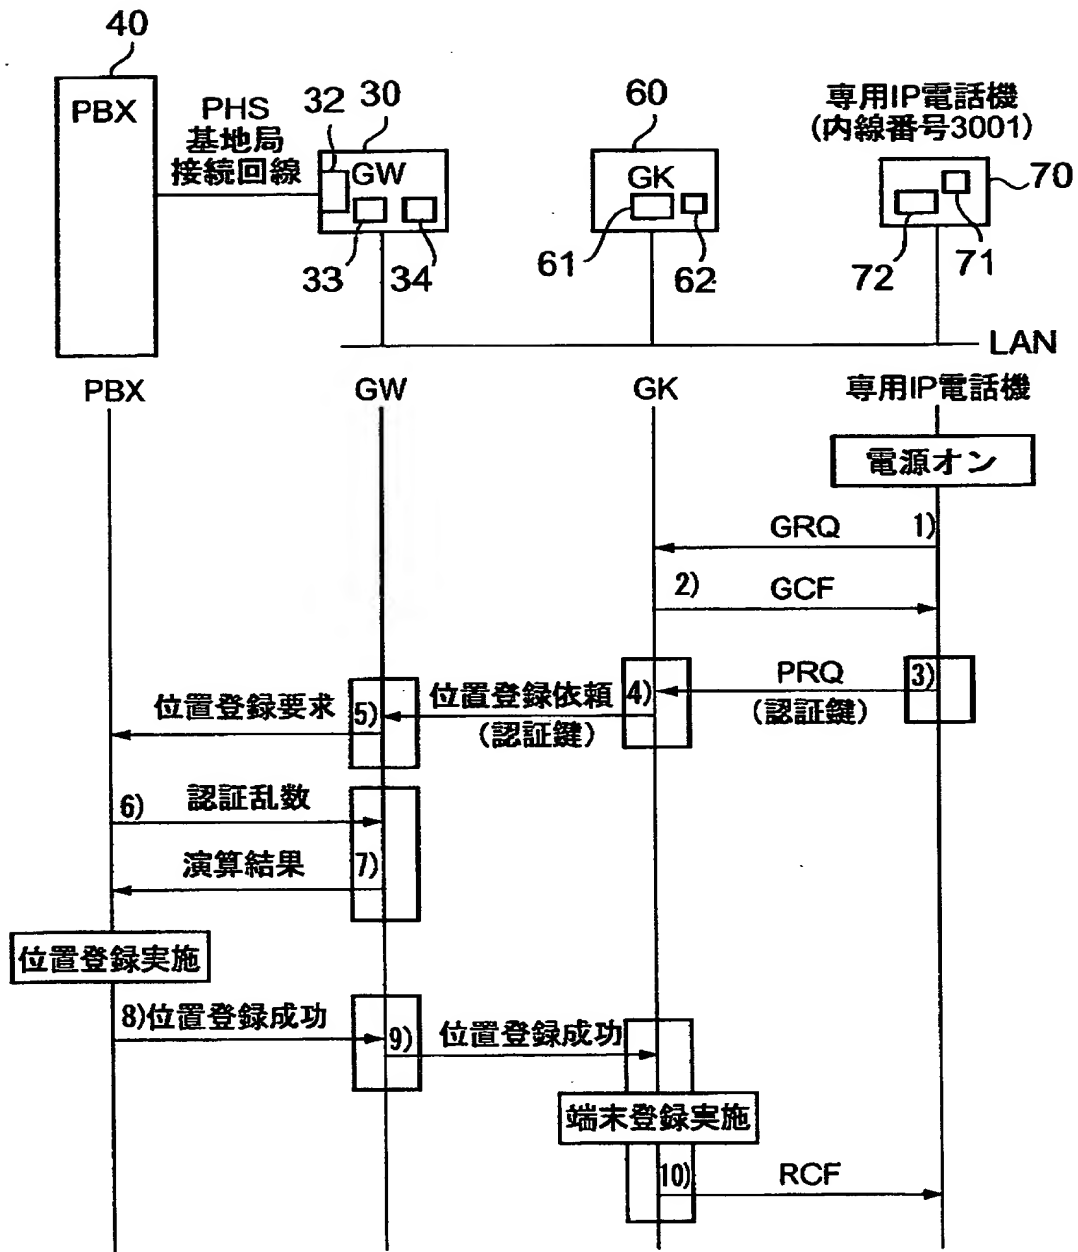 40
PBX
PHS
基地局
接続回線
32
30
GW
33
34
60
GK
61
62
専用IP電話機
(内線番号3001)
70
72
71
LAN
PBX
GW
GK
専用IP電話機
電源オン
GRQ
1)
2)
GCF
PRQ
3)
(認証鍵)
位置登録依頼
4)
(認証鍵)
位置登録要求
5)
6)
認証乱数
演算結果
7)
位置登録実施
8)位置登録成功
9)
位置登録成功
端末登録実施
10)
RCF